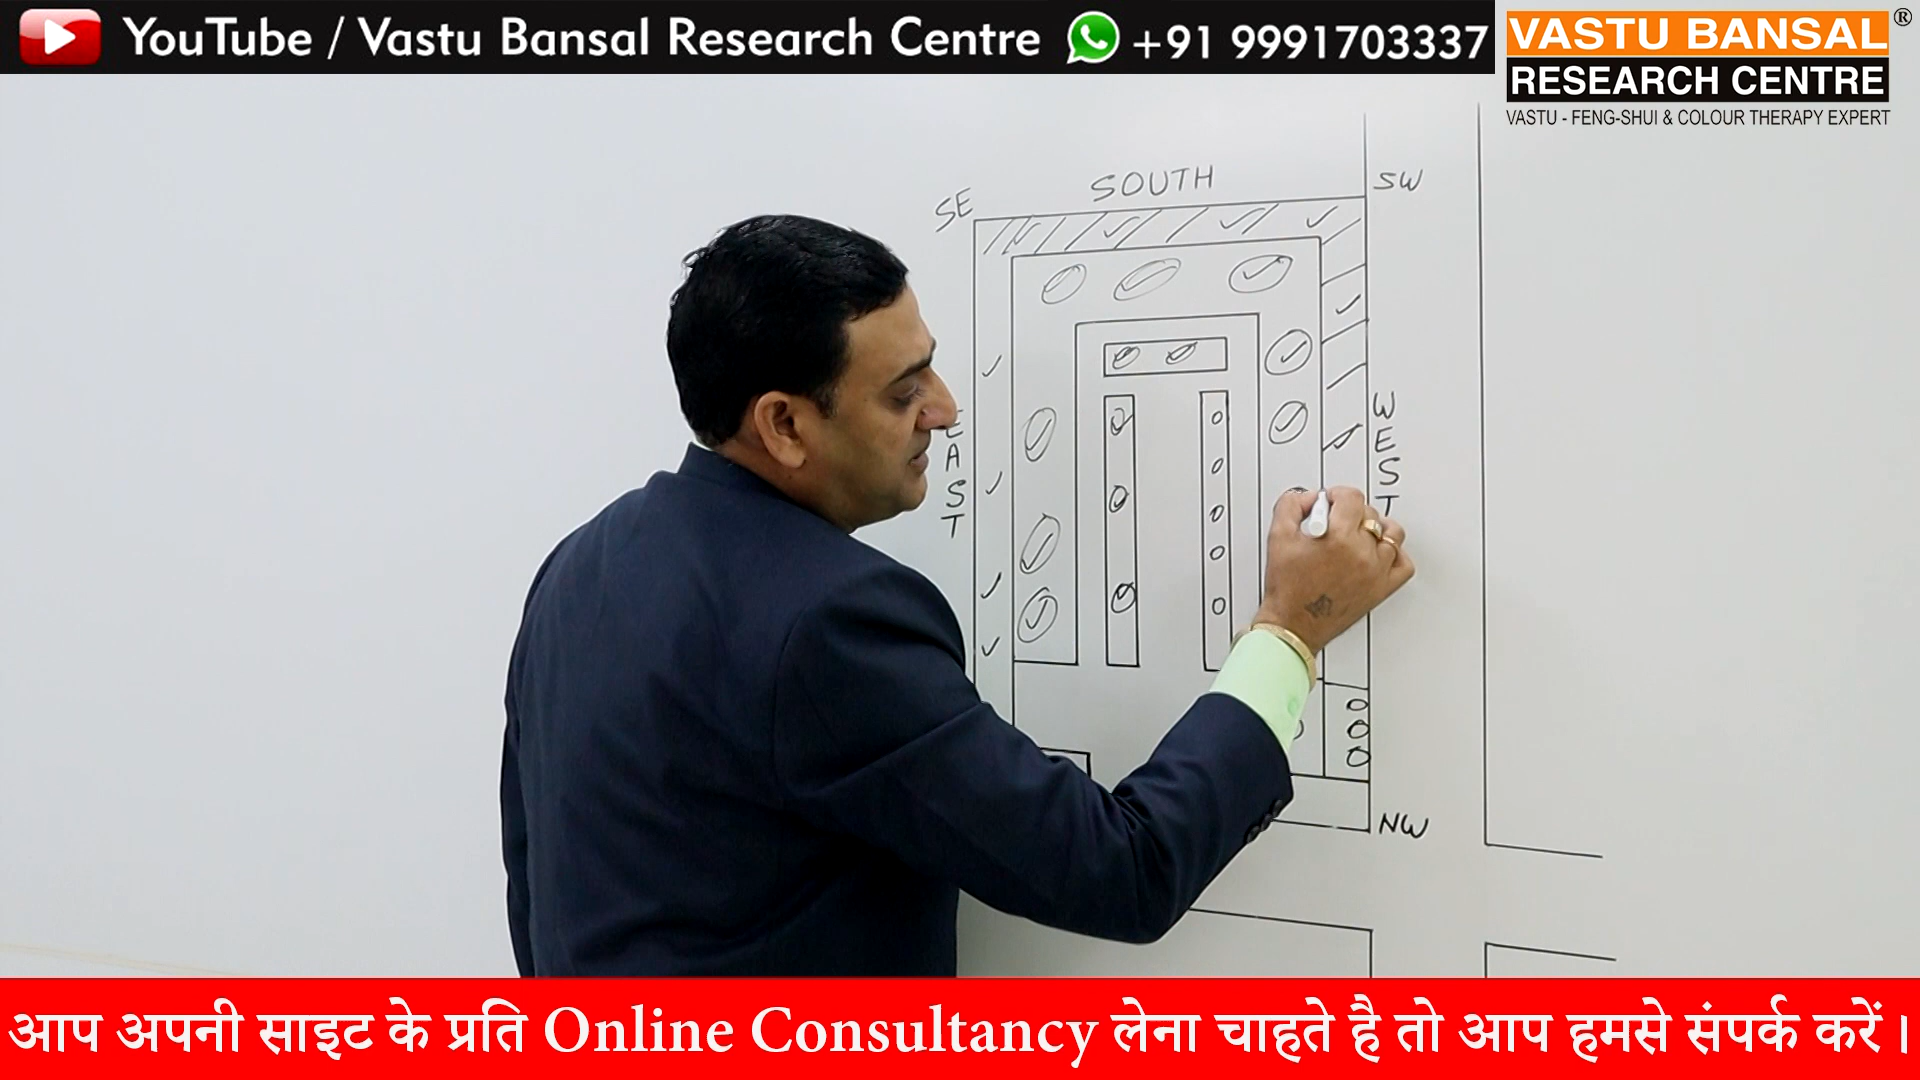 YouTube / Vastu Bansal Research Centre +91 9991703337
VASTU BANSAL®
RESEARCH CENTRE
VASTU - FENG-SHUI & COLOUR THERAPY EXPERT
SE
SOUTH
SW
EAST
WEST
NW
आप अपनी साइट के प्रति Online Consultancy लेना चाहते है तो आप हमसे संपर्क करें।